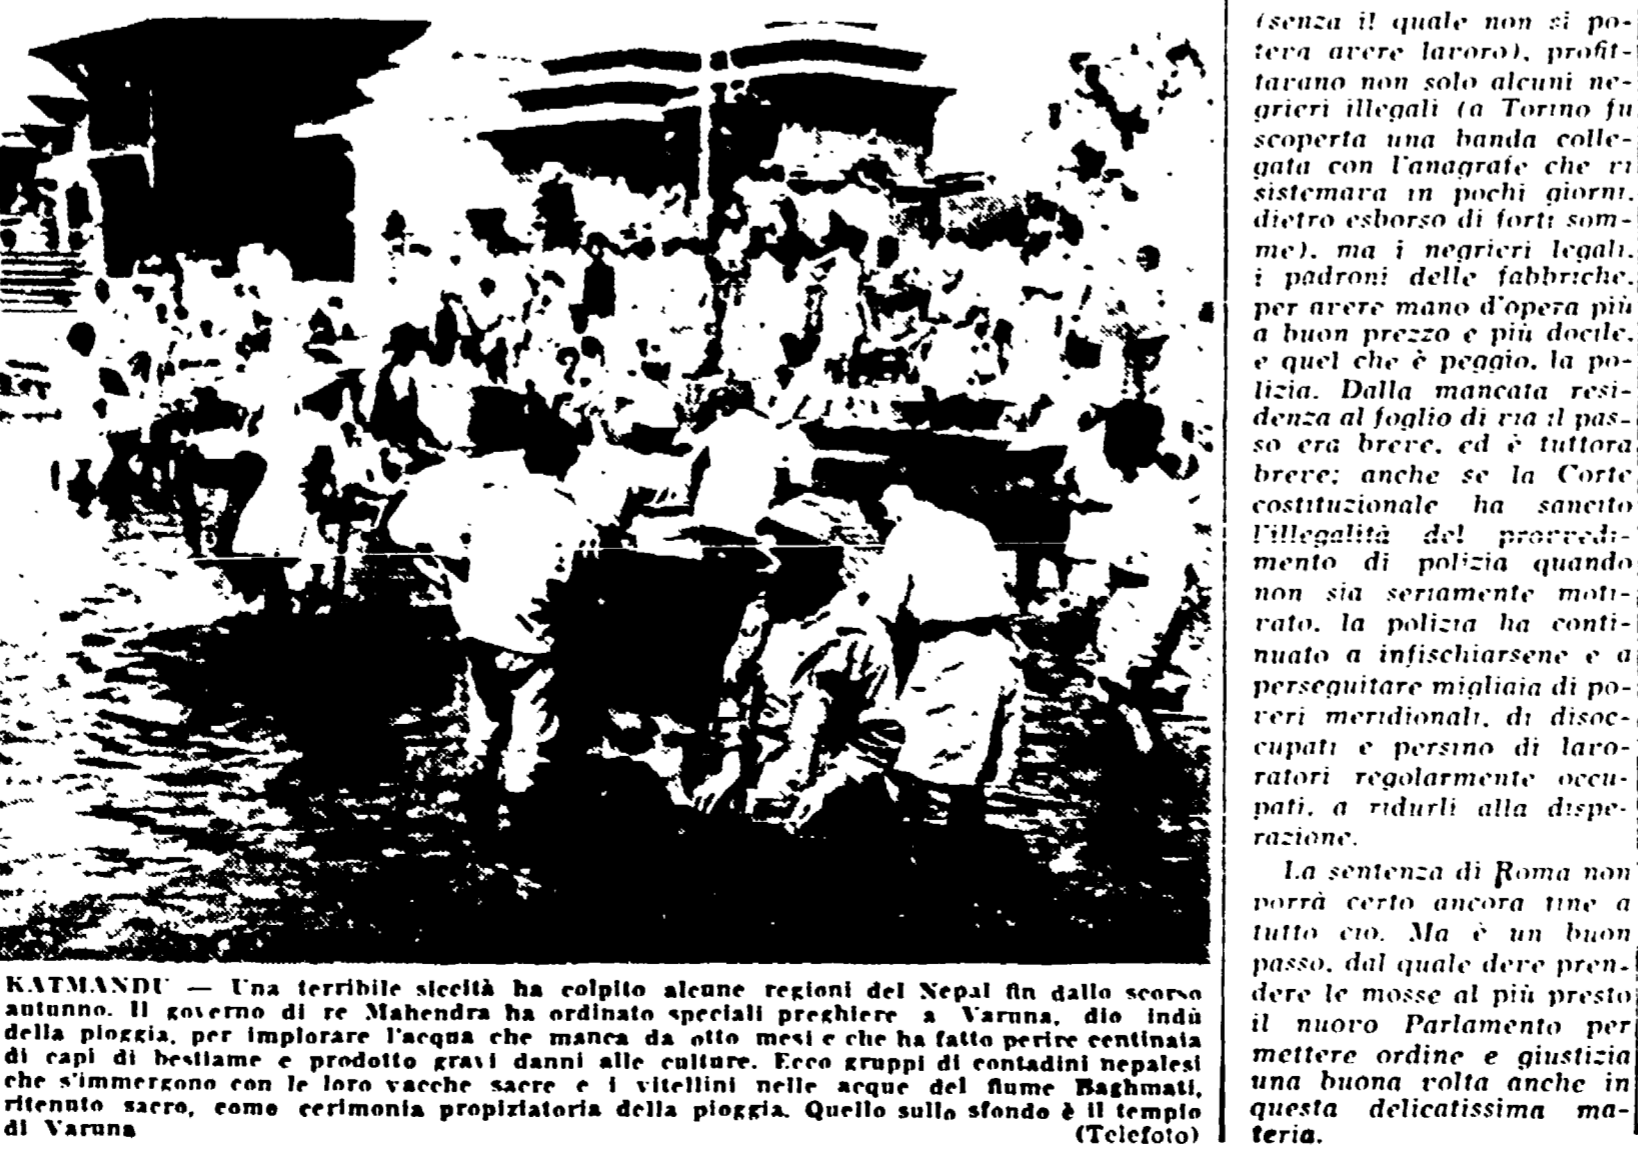 KATMANDU — Una terribile siccità ha colpito alcune regioni del Nepal fin dallo scorso
autunno. Il governo di re Mahendra ha ordinato speciali preghiere a Varuna, dio indù
della pioggia, per implorare l'acqua che manca da otto mesi e che ha fatto perire centinaia
di capi di bestiame e prodotto gravi danni alle culture. Ecco gruppi di contadini nepalesi
che s'immergono con le loro vacche sacre e i vitellini nelle acque del fiume Baghmati,
ritenuto sacro, come cerimonia propiziatoria della pioggia. Quello sullo sfondo è il tempio
di Varuna (Telefoto)
(senza il quale non si po-
teva avere lavoro), profit-
tavano non solo alcuni ne-
grieri illegali (a Torino fu
scoperta una banda colle-
gata con l'anagrafe che vi
sistemava in pochi giorni,
dietro esborso di forti som-
me), ma i negrieri legali,
i padroni delle fabbriche,
per avere mano d'opera più
a buon prezzo e più docile,
e quel che è peggio, la po-
lizia. Dalla mancata resi-
denza al foglio di via il pas-
so era breve, ed è tuttora
breve; anche se la Corte
costituzionale ha sancito
l'illegalità del provvedi-
mento di polizia quando
non sia seriamente moti-
vato, la polizia ha conti-
nuato a infischiarsene e a
perseguitare migliaia di po-
veri meridionali, di disoc-
cupati e persino di lavo-
ratori regolarmente occu-
pati, a ridurli alla dispe-
razione.
La sentenza di Roma non
porrà certo ancora fine a
tutto ciò. Ma è un buon
passo, dal quale deve pren-
dere le mosse al più presto
il nuovo Parlamento per
mettere ordine e giustizia
una buona volta anche in
questa delicatissima ma-
teria.